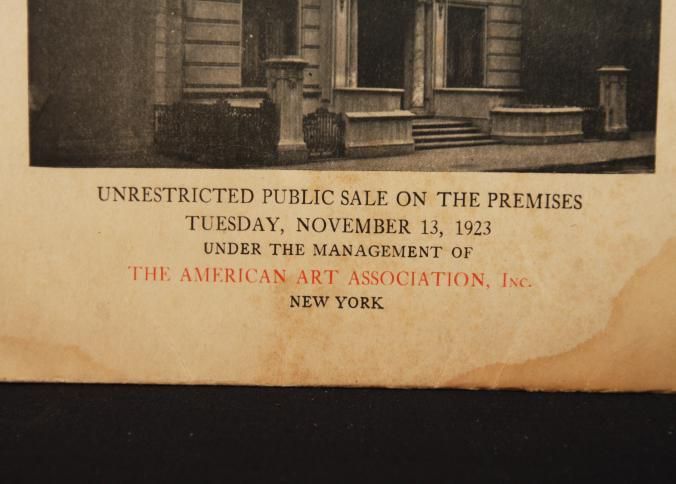 UNRESTRICTED PUBLIC SALE ON THE PREMISES
TUESDAY, NOVEMBER 13, 1923
UNDER THE MANAGEMENT OF
THE AMERICAN ART ASSOCIATION, Inc.
NEW YORK